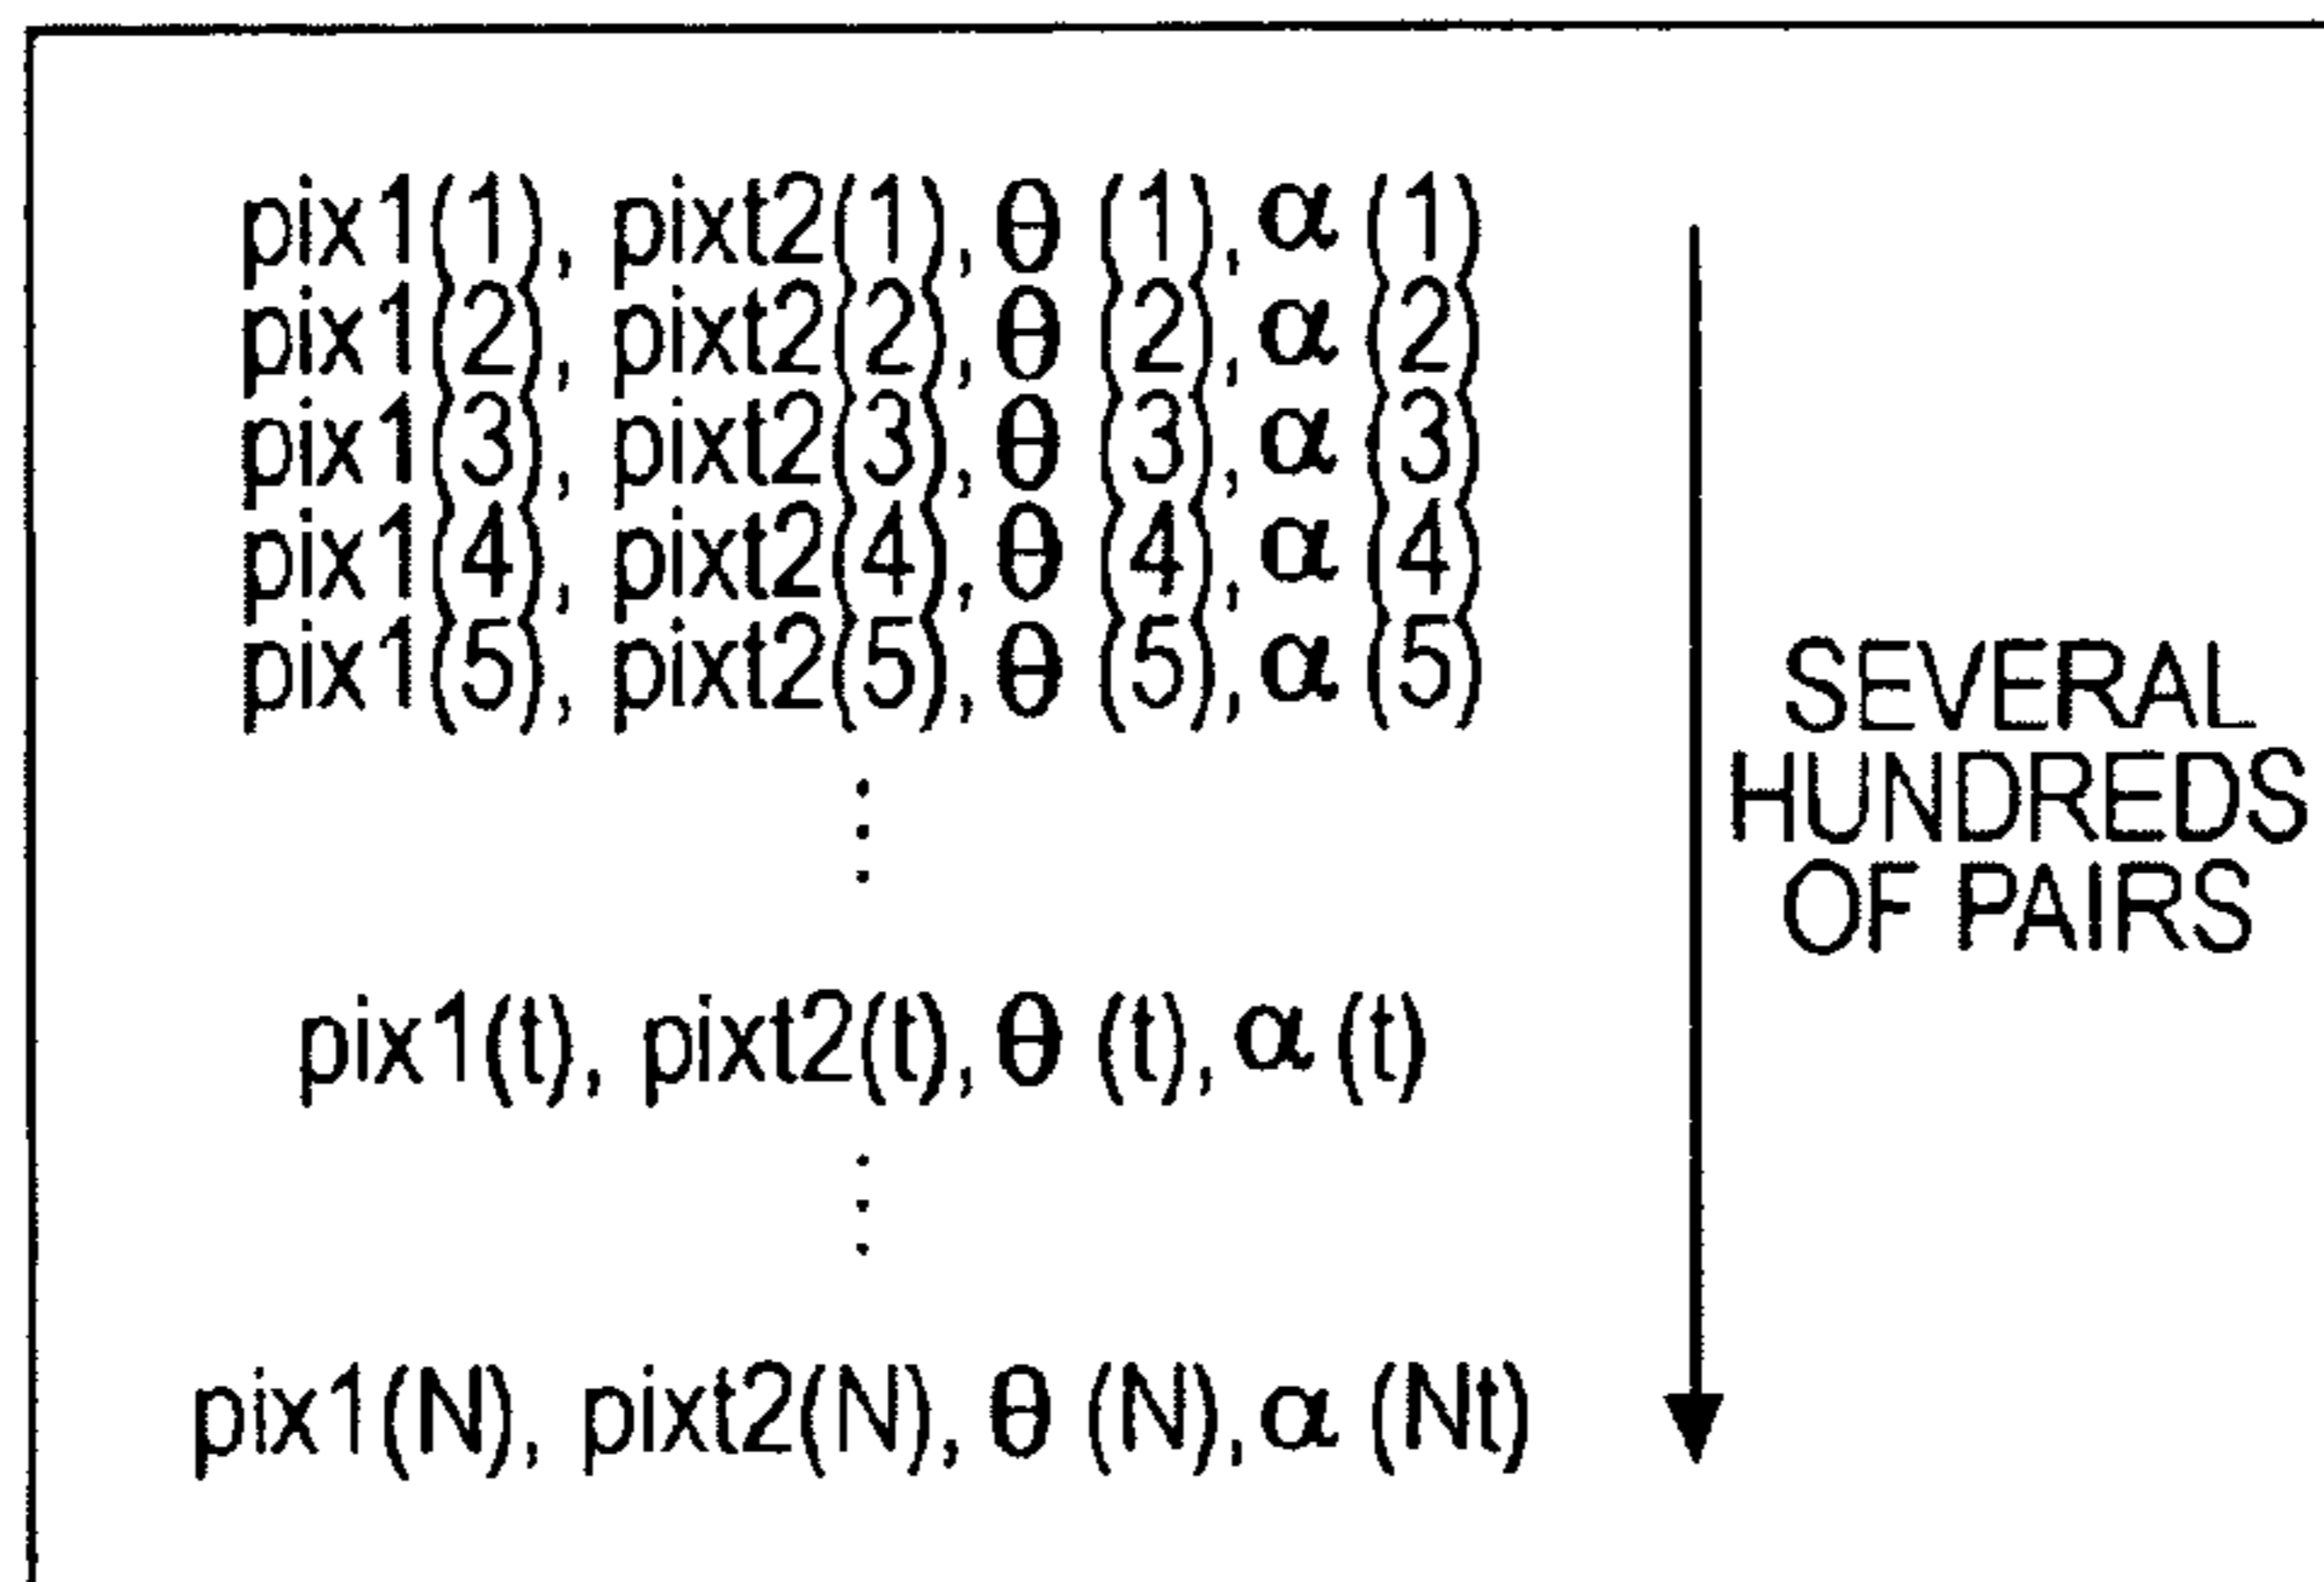 pix1(1), pixt2(1), θ (1), α (1)
pix1(2), pixt2(2), θ (2), α (2)
pix1(3), pixt2(3), θ (3), α (3)
pix1(4), pixt2(4), θ (4), α (4)
pix1(5), pixt2(5), θ (5), α (5)
pix1(t), pixt2(t), θ (t), α (t)
pix1(N), pixt2(N), θ (N), α (Nt)
SEVERAL
HUNDREDS
OF PAIRS